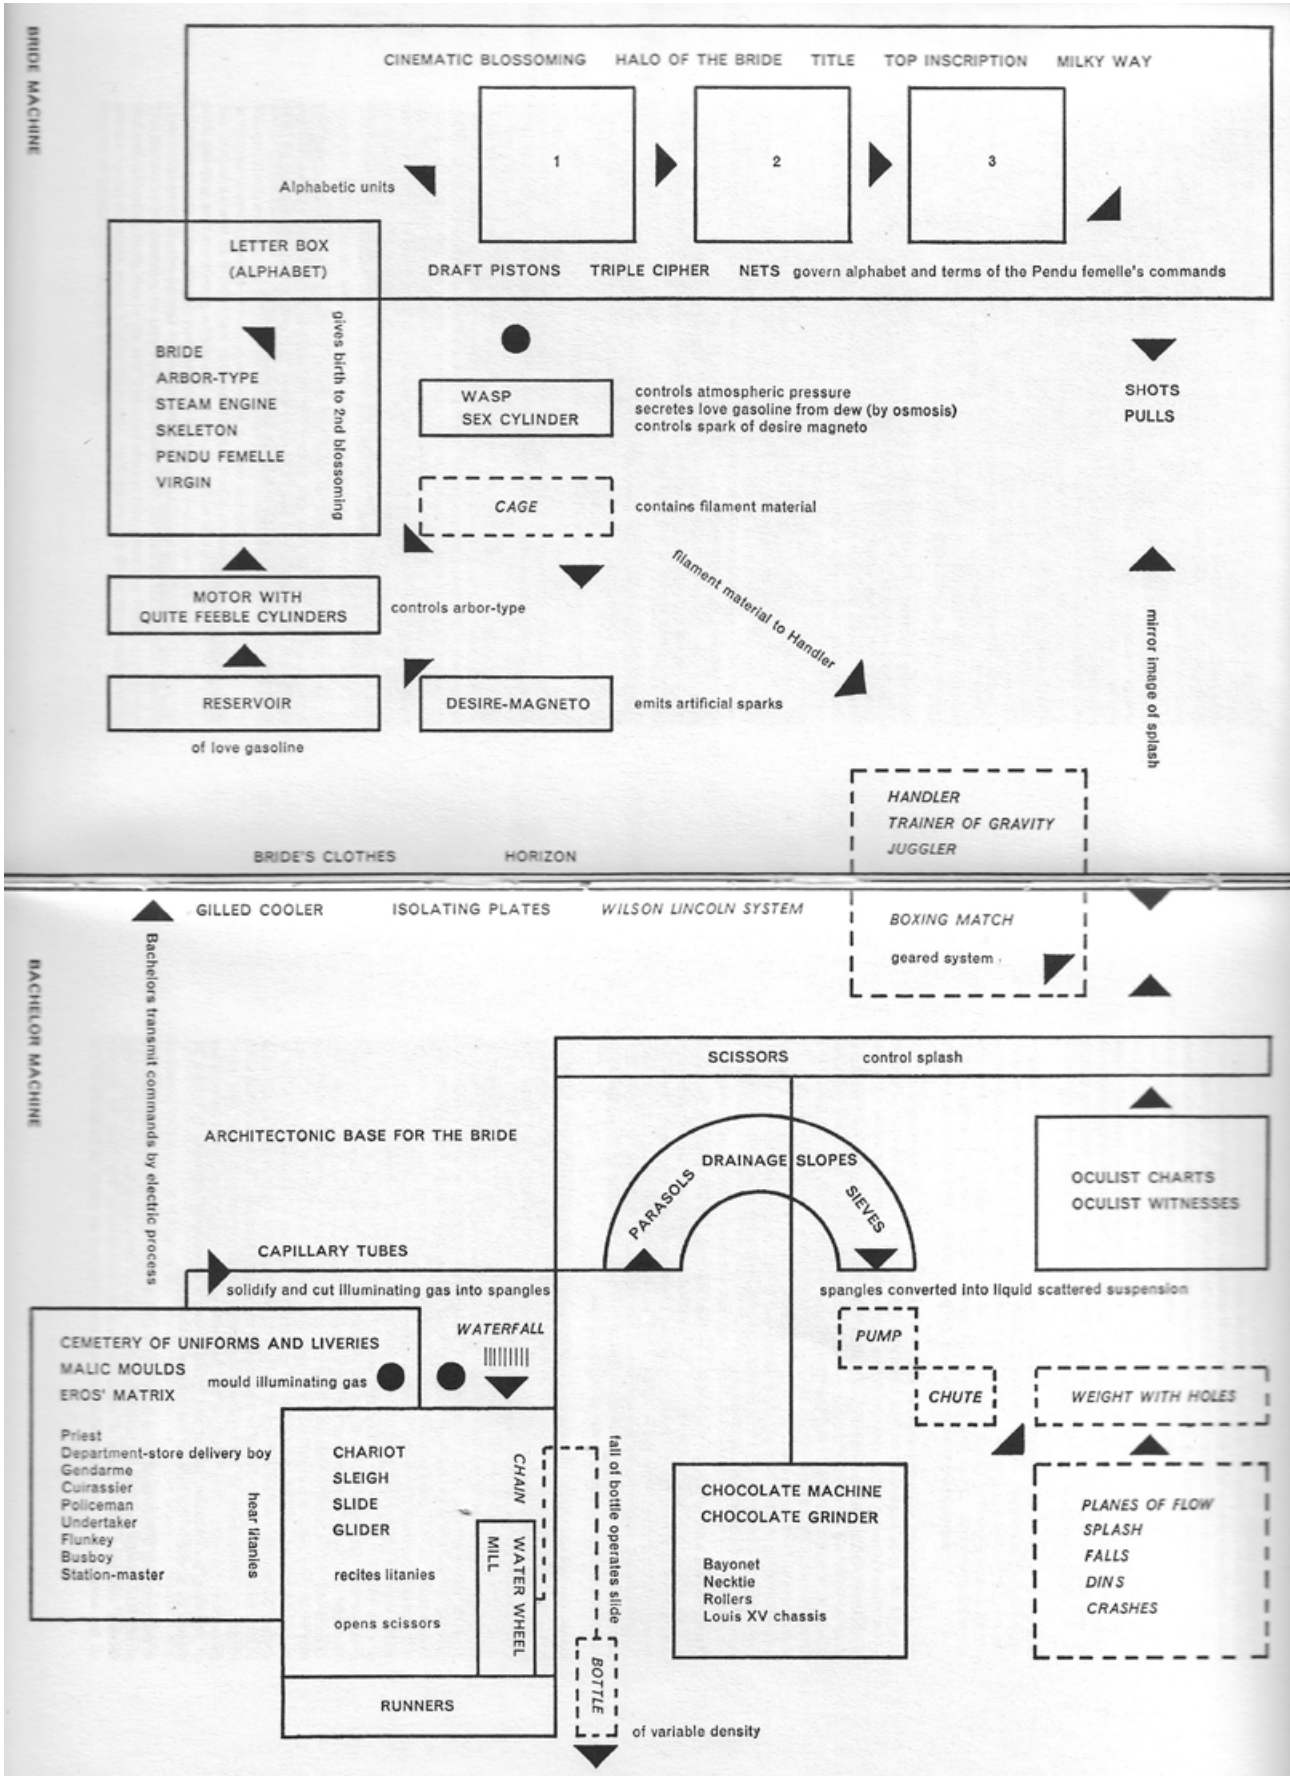 BRIDE MACHINE
CINEMATIC BLOSSOMING HALO OF THE BRIDE TITLE TOP INSCRIPTION MILKY WAY
1
2
3
Alphabetic units
LETTER BOX
(ALPHABET)
DRAFT PISTONS TRIPLE CIPHER NETS govern alphabet and terms of the Pendu femelle's commands
gives birth to 2nd blossoming
BRIDE
ARBOR-TYPE
STEAM ENGINE
SKELETON
PENDU FEMELLE
VIRGIN
WASP
SEX CYLINDER
controls atmospheric pressure
secretes love gasoline from dew (by osmosis)
controls spark of desire magneto
SHOTS
PULLS
CAGE
contains filament material
filament material to Handler
MOTOR WITH
QUITE FEEBLE CYLINDERS
controls arbor-type
mirror image of splash
RESERVOIR
of love gasoline
DESIRE-MAGNETO
emits artificial sparks
HANDLER
TRAINER OF GRAVITY
JUGGLER
BRIDE'S CLOTHES HORIZON
GILLED COOLER ISOLATING PLATES WILSON LINCOLN SYSTEM
BOXING MATCH
geared system
BACHELOR MACHINE
Bachelors transmit commands by electric process
SCISSORS control splash
ARCHITECTONIC BASE FOR THE BRIDE
DRAINAGE SLOPES
PARASOLS
SIEVES
OCULIST CHARTS
OCULIST WITNESSES
CAPILLARY TUBES
solidify and cut illuminating gas into spangles
spangles converted into liquid scattered suspension
CEMETERY OF UNIFORMS AND LIVERIES
MALIC MOULDS
EROS' MATRIX
mould illuminating gas
WATERFALL
PUMP
CHUTE
WEIGHT WITH HOLES
Priest
Department-store delivery boy
Gendarme
Cuirassier
Policeman
Undertaker
Flunkey
Busboy
Station-master
hear litanies
CHARIOT
SLEIGH
SLIDE
GLIDER
recites litanies
opens scissors
CHAIN
WATER WHEEL
MILL
fall of bottle operates slide
BOTTLE
of variable density
RUNNERS
CHOCOLATE MACHINE
CHOCOLATE GRINDER
Bayonet
Necktie
Rollers
Louis XV chassis
PLANES OF FLOW
SPLASH
FALLS
DINS
CRASHES